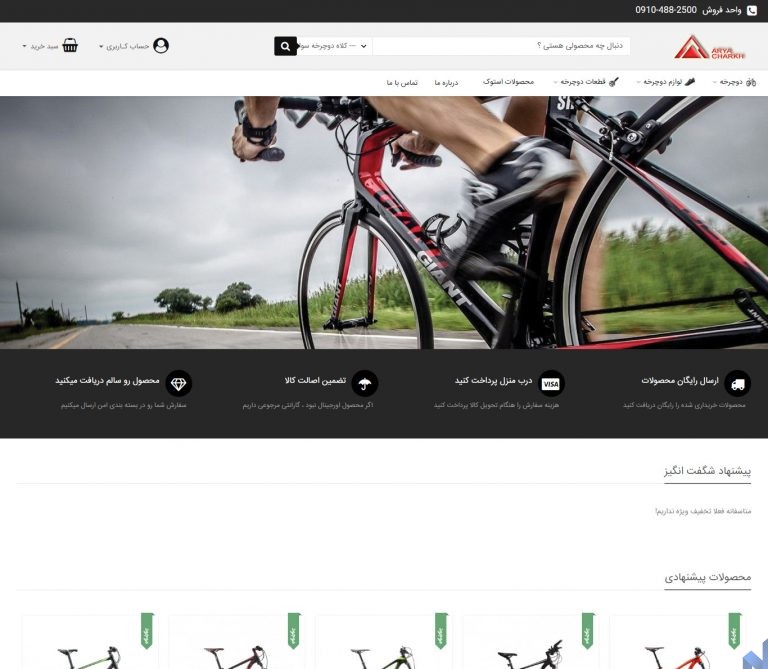 واحد فروش 0910-488-2500
ARYA
CHARKH
دنبال چه محصولی هستی ؟
--- کلاه دوچرخه سوا
حساب کاربری
سبد خرید
دوچرخه
لوازم دوچرخه
قطعات دوچرخه
محصولات استوک
درباره ما
تماس با ما
GIANT
GIANT
GIANT
ارسال رایگان محصولات
محصولات خریداری شده را رایگان دریافت کنید
VISA
درب منزل پرداخت کنید
هزینه سفارش را هنگام تحویل کالا پرداخت کنید
تضمین اصالت کالا
اگر محصول اورجینال نبود ، گارانتی مرجوعی داریم
محصول رو سالم دریافت میکنید
سفارش شما رو در بسته بندی امن ارسال میکنیم
پیشنهاد شگفت انگیز
متاسفانه فعلا تخفیف ویژه نداریم!
محصولات پیشنهادی